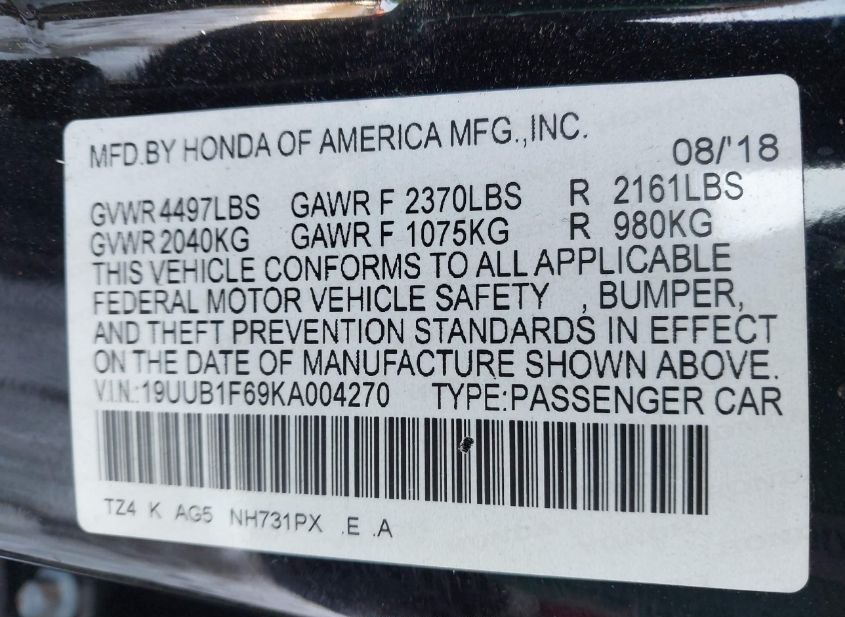 MFD.BY HONDA OF AMERICA MFG.,INC. 08/'18
GVWR 4497LBS GAWR F 2370LBS R 2161LBS
GVWR 2040KG GAWR F 1075KG R 980KG
THIS VEHICLE CONFORMS TO ALL APPLICABLE
FEDERAL MOTOR VEHICLE SAFETY , BUMPER,
AND THEFT PREVENTION STANDARDS IN EFFECT
ON THE DATE OF MANUFACTURE SHOWN ABOVE.
V.I.N.:19UUB1F69KA004270 TYPE:PASSENGER CAR
TZ4 K AG5 NH731PX .E .A